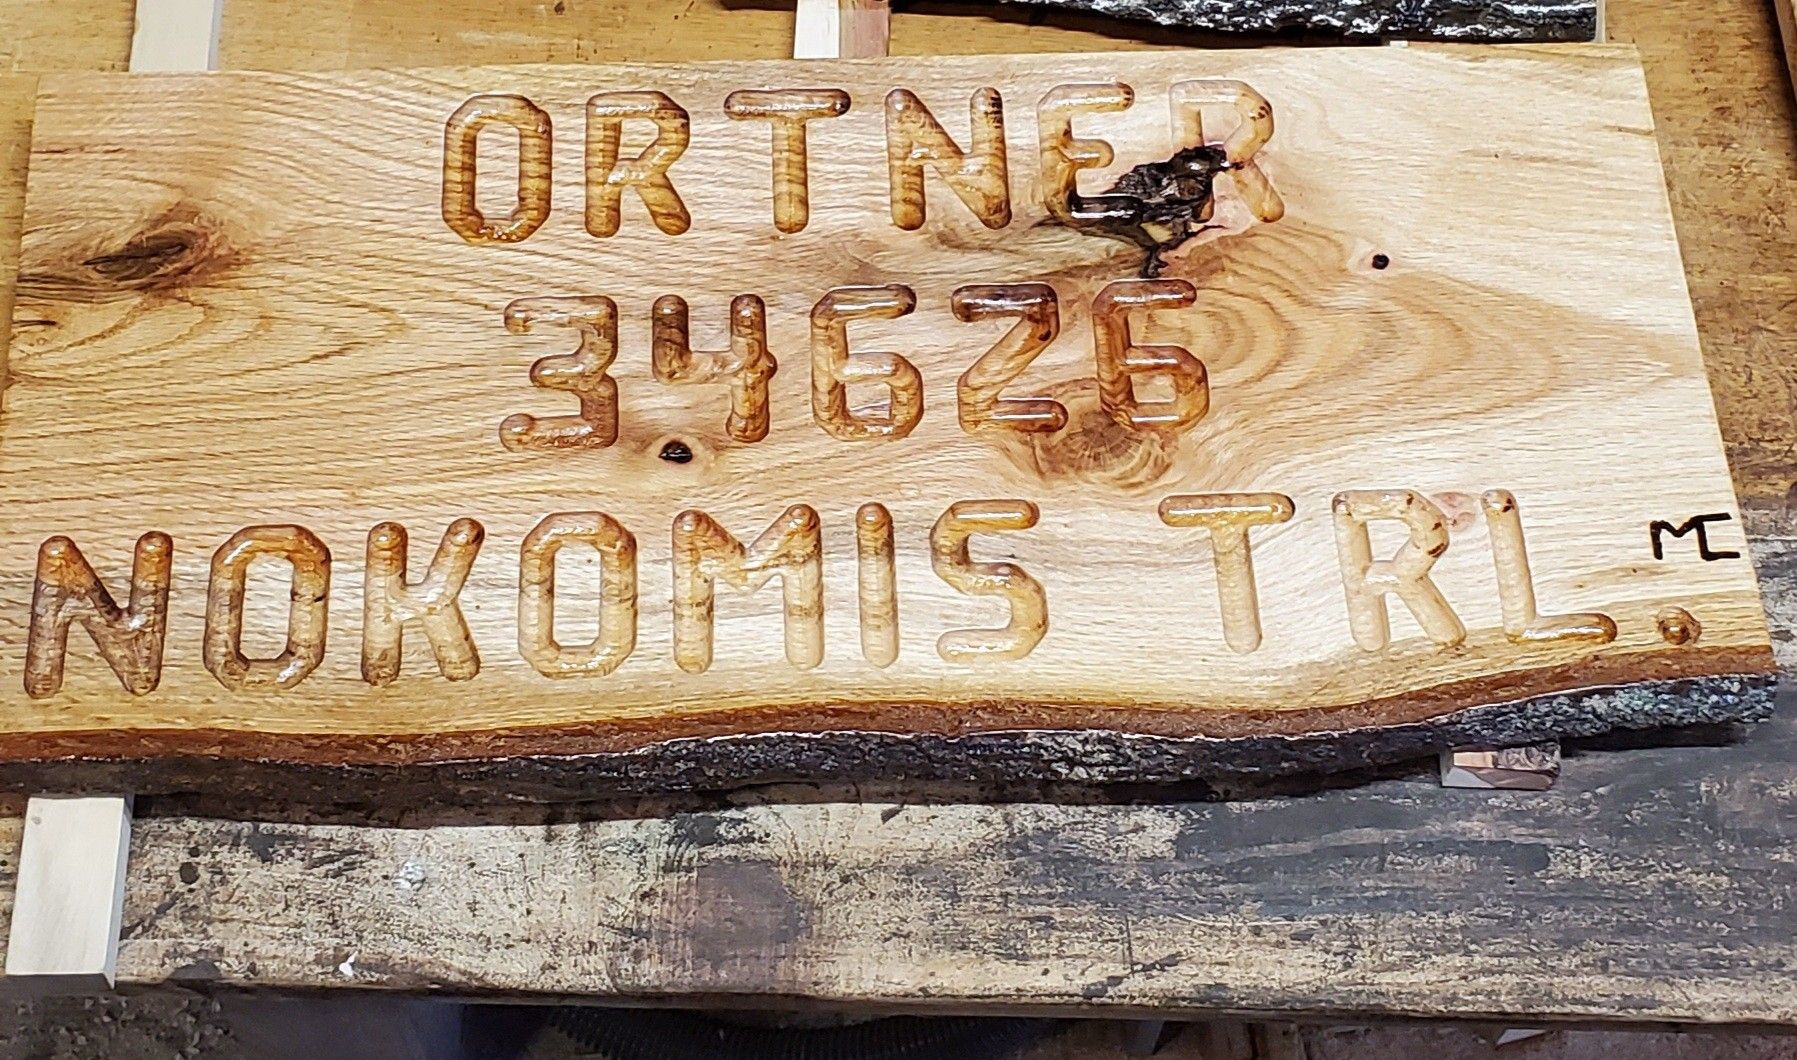 ORTNER
34626
NOKOMIS TRL.
MC